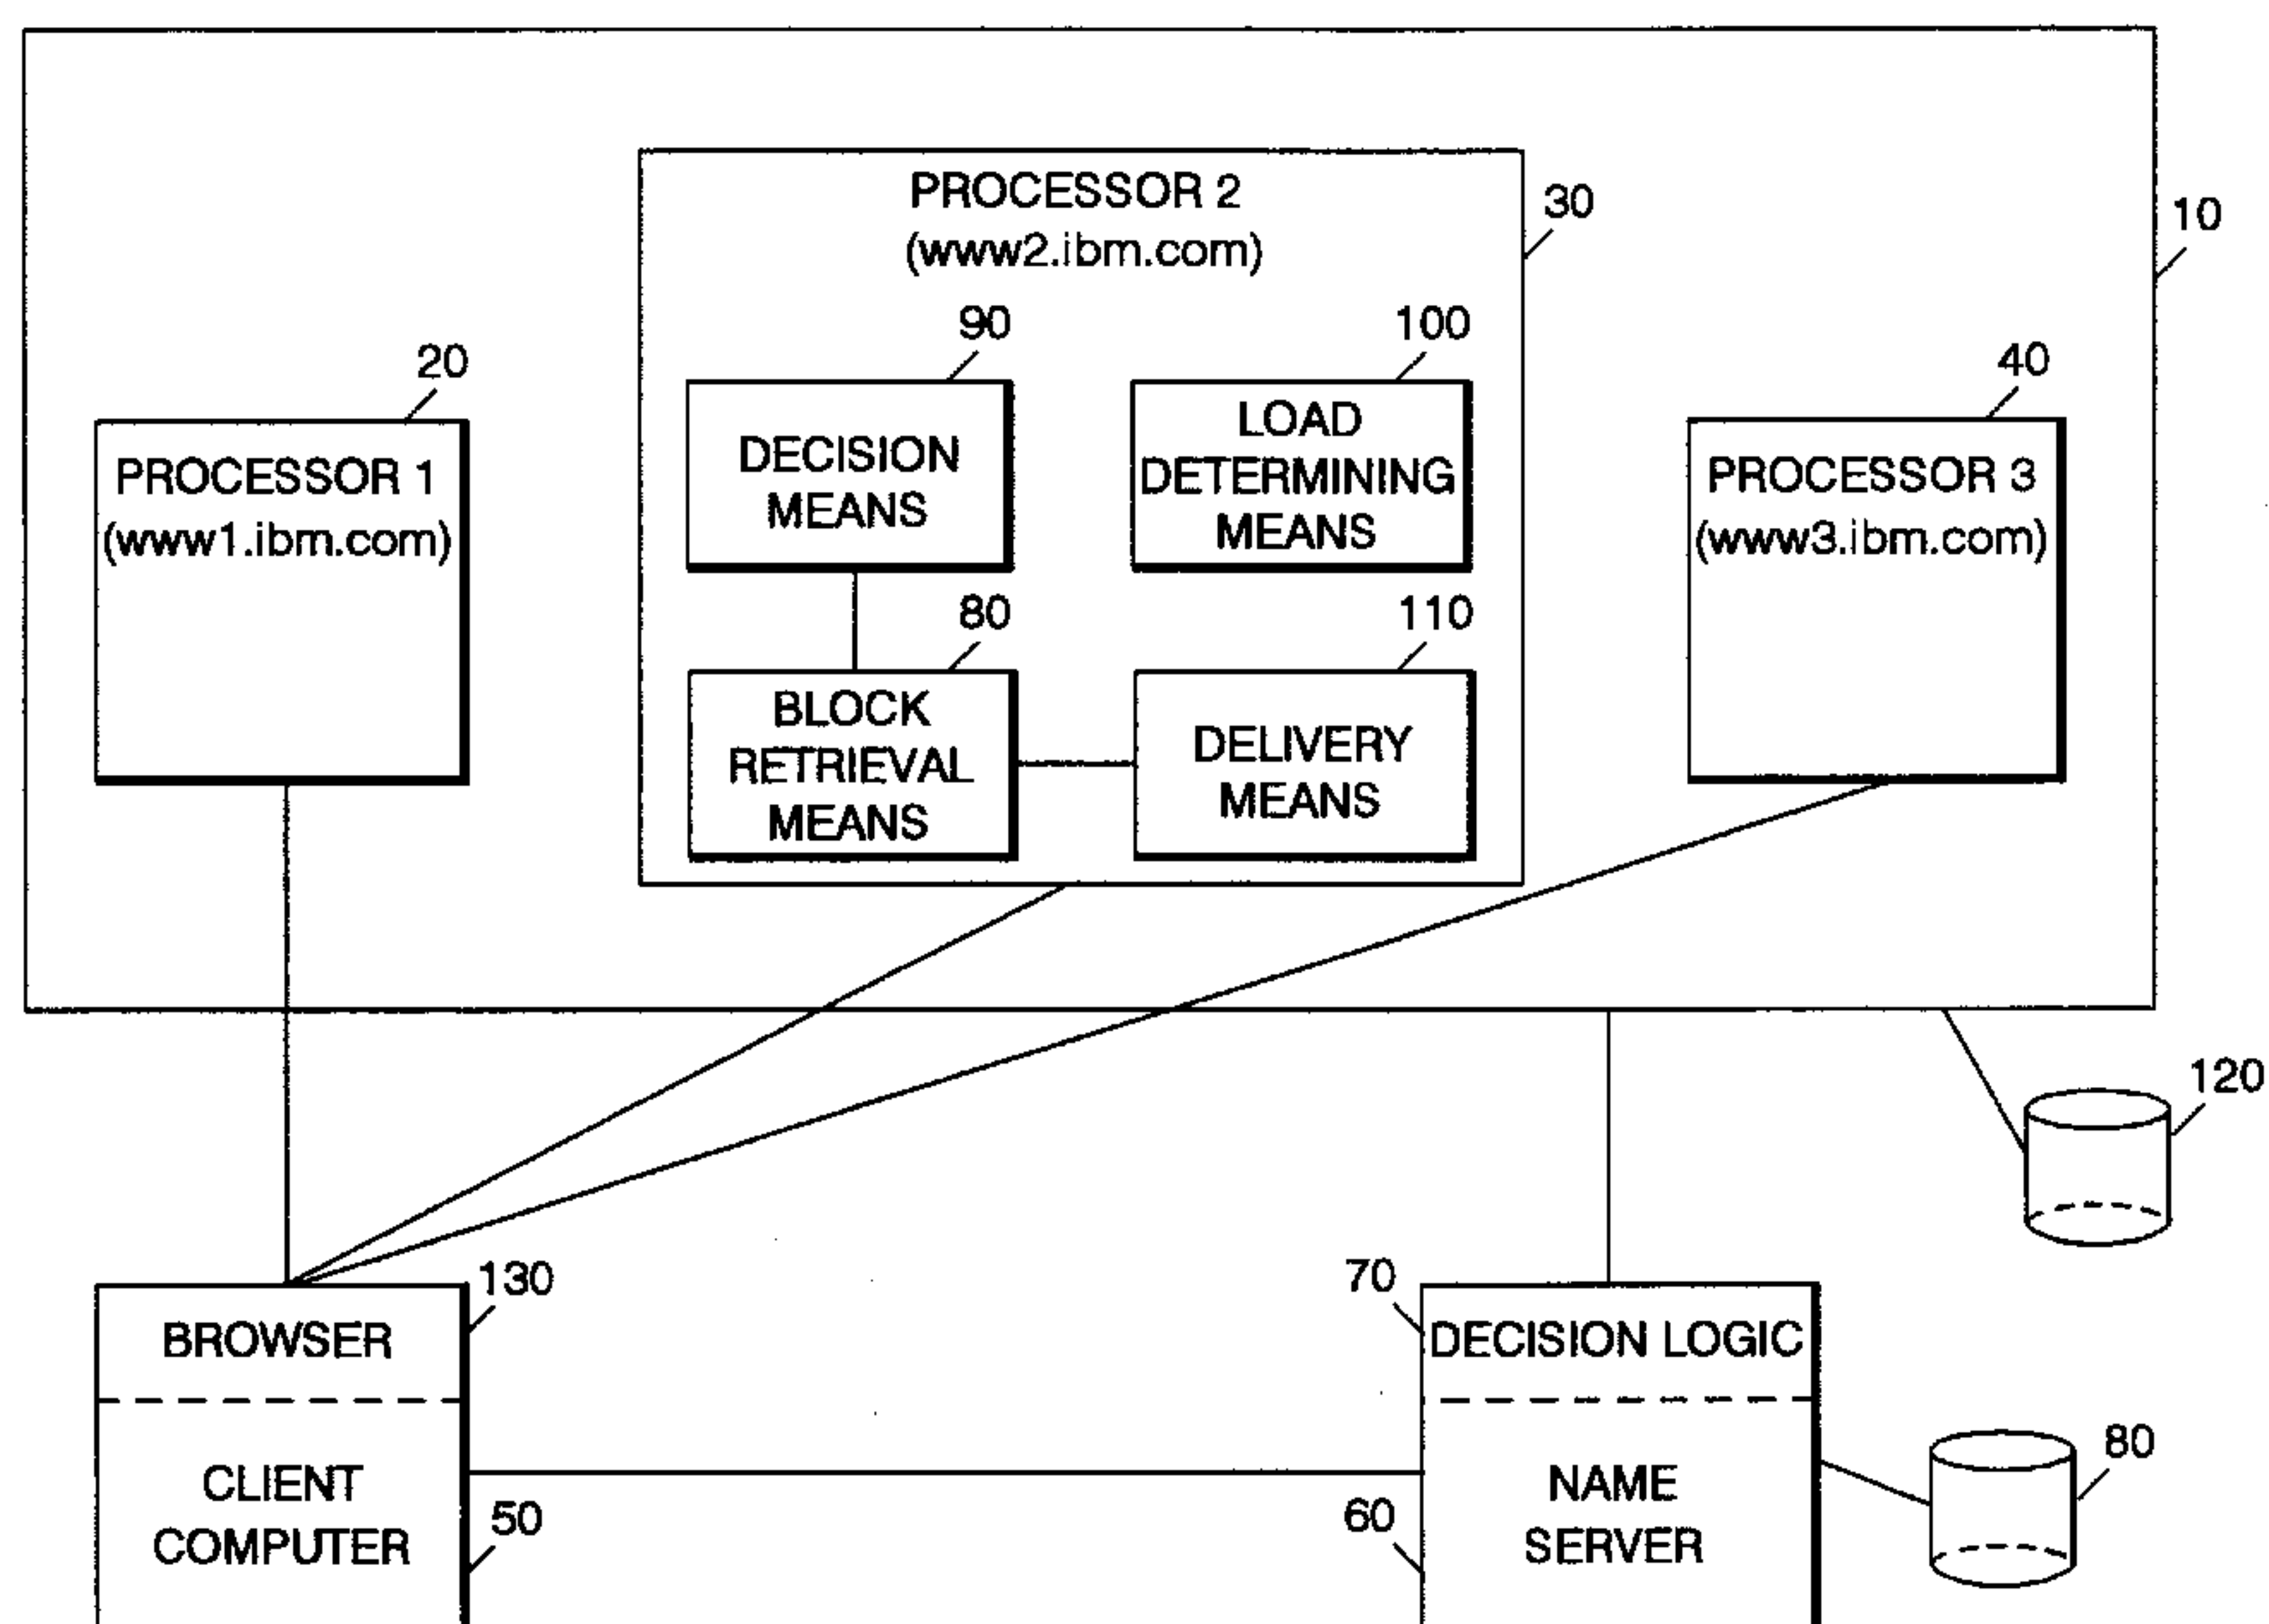 PROCESSOR 2
(www2.ibm.com)
30
10
90
100
20
40
DECISION
MEANS
LOAD
DETERMINING
MEANS
PROCESSOR 1
(www1.ibm.com)
PROCESSOR 3
(www3.ibm.com)
80
110
BLOCK
RETRIEVAL
MEANS
DELIVERY
MEANS
120
130
70
BROWSER
DECISION LOGIC
80
CLIENT
COMPUTER
50
60
NAME
SERVER